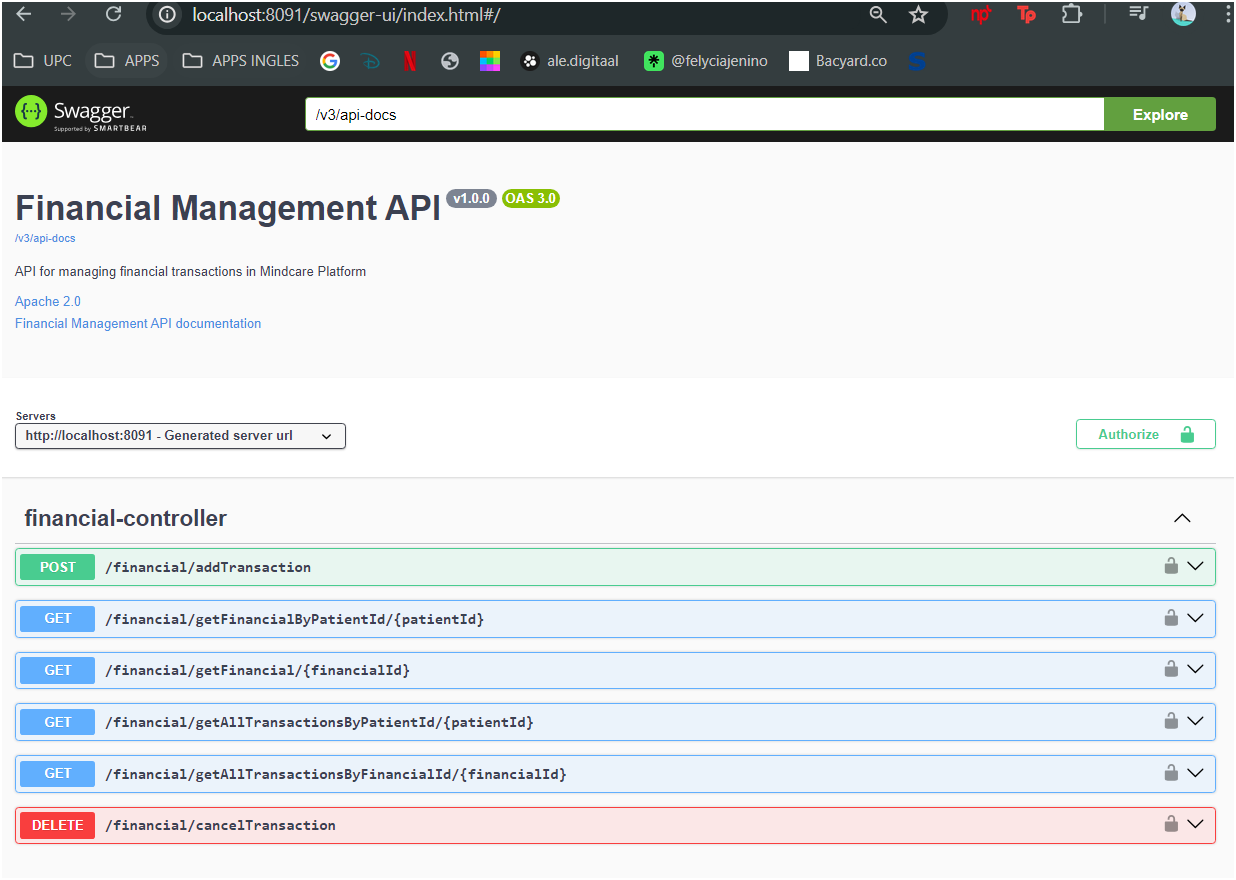 localhost:8091/swagger-ui/index.html#/
np
Tp
UPC
APPS
APPS INGLES
ale.digitaal
@felyciajenino
Bacyard.co
Swagger
Supported by SMARTBEAR
/v3/api-docs
Explore
Financial Management API v1.0.0 OAS 3.0
/v3/api-docs
API for managing financial transactions in Mindcare Platform
Apache 2.0
Financial Management API documentation
Servers
http://localhost:8091 - Generated server url
Authorize
financial-controller
POST /financial/addTransaction
GET /financial/getFinancialByPatientId/{patientId}
GET /financial/getFinancial/{financialId}
GET /financial/getAllTransactionsByPatientId/{patientId}
GET /financial/getAllTransactionsByFinancialId/{financialId}
DELETE /financial/cancelTransaction